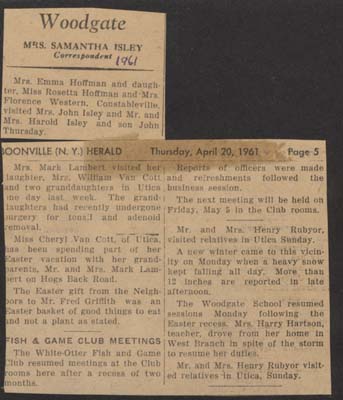 Woodgate
MRS. SAMANTHA ISLEY
Correspondent
1961
Mrs. Emma Hoffman and daugh-
ter, Miss Rosetta Hoffman and Mrs.
Florence Western, Constableville,
visited Mrs. John Isley and Mr. and
Mrs. Harold Isley and son John
Thursday.
BOONVILLE (N. Y.) HERALD Thursday, April 20, 1961 Page 5
Mrs. Mark Lambert visited her
daughter, Mrs. William Van Cott
and two granddaughters in Utica
one day last week. The grand-
daughters had recently undergone
surgery for tonsil and adenoid
removal.
Miss Cheryl Van Cott, of Utica,
has been spending part of her
Easter vacation with her grand-
parents, Mr. and Mrs. Mark Lam-
bert on Hogs Back Road.
The Easter gift from the Neigh-
bors to Mr. Fred Griffith was an
Easter basket of good things to eat
and not a plant as stated.
FISH & GAME CLUB MEETINGS
The White-Otter Fish and Game
Club resumed meetings at the Club
rooms here after a recess of two
months.
Reports of officers were made
and refreshments followed the
business session.
The next meeting will be held on
Friday, May 5 in the Club rooms.
Mr. and Mrs. Henry Rubyor,
visited relatives in Utica Sunday.
A new winter came to this vicin-
ity on Monday when a heavy snow
kept falling all day. More than
12 inches are reported in late
afternoon.
The Woodgate School resumed
sessions Monday following the
Easter recess. Mrs. Harry Harison,
teacher, drove from her home in
West Branch in spite of the storm
to resume her duties.
Mr. and Mrs. Henry Rubyor visit-
ed relatives in Utica, Sunday.